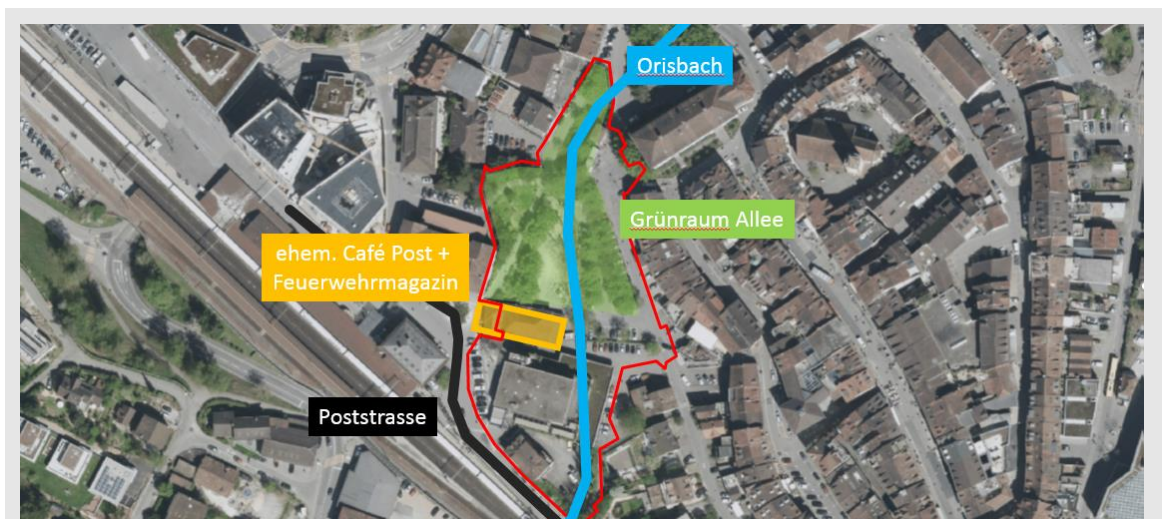 Orisbach
Grünraum Allee
ehem. Café Post +
Feuerwehrmagazin
Poststrasse